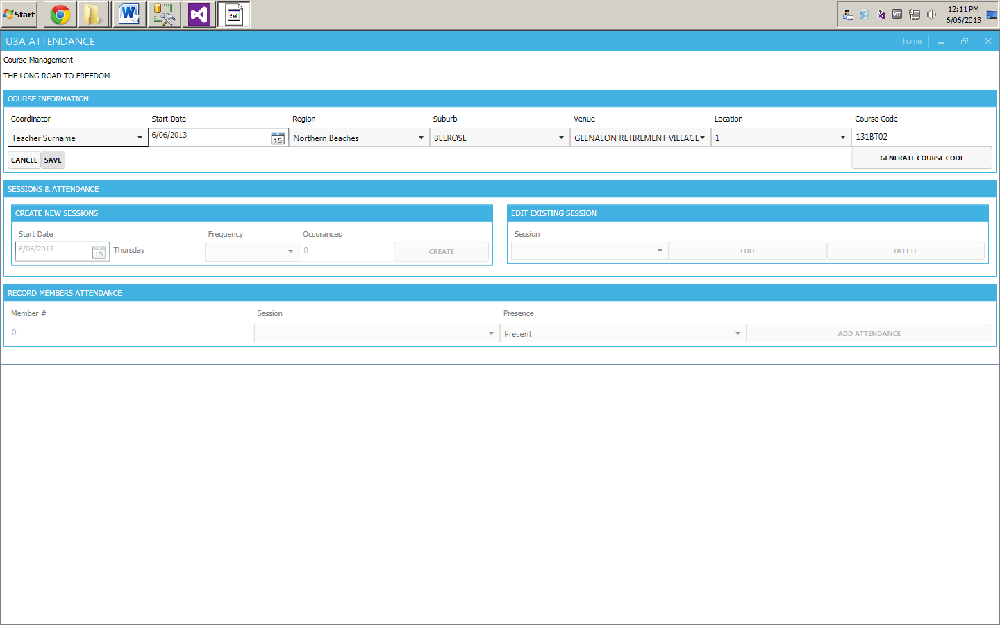 Start
12:11 PM
6/06/2013
U3A ATTENDANCE
home
Course Management
THE LONG ROAD TO FREEDOM
COURSE INFORMATION
Coordinator Start Date Region Suburb Venue Location Course Code
Teacher Surname 6/06/2013 15 Northern Beaches BELROSE GLENAEON RETIREMENT VILLAGE 1 131BT02
CANCEL SAVE GENERATE COURSE CODE
SESSIONS & ATTENDANCE
CREATE NEW SESSIONS
Start Date Frequency Occurances
6/06/2013 15 Thursday 0 CREATE
EDIT EXISTING SESSION
Session
EDIT DELETE
RECORD MEMBERS ATTENDANCE
Member # Session Presence
0 Present ADD ATTENDANCE